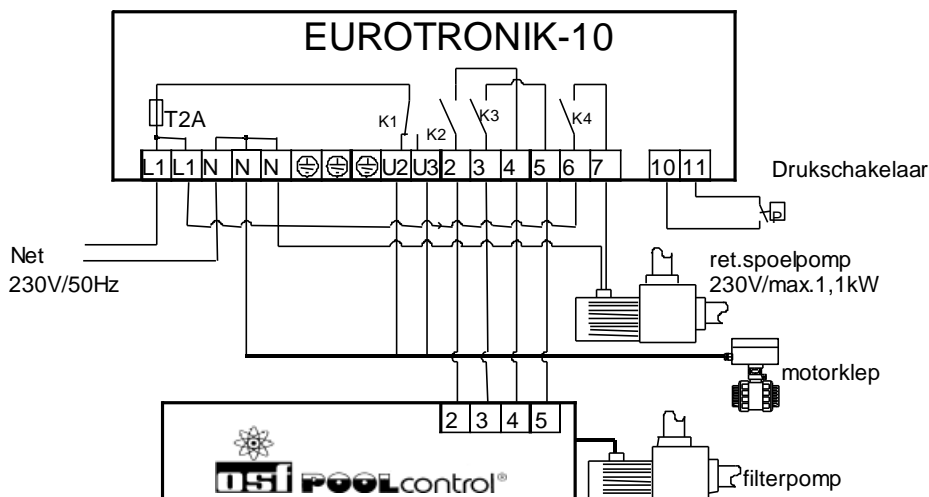 EUROTRONIK-10
T2A
K1
K2
K3
K4
L1 L1 N N N U2 U3 2 3 4 5 6 7 10 11
Drukschakelaar
P
Net
230V/50Hz
ret.spoelpomp
230V/max.1,1kW
motorklep
2 3 4 5
osf POOLcontrol®
filterpomp